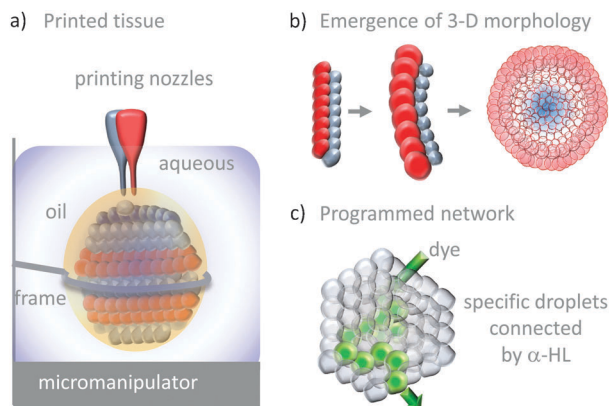 a) Printed tissue
printing nozzles
aqueous
oil
frame
micromanipulator
b) Emergence of 3-D morphology
c) Programmed network
dye
specific droplets
connected
by α-HL